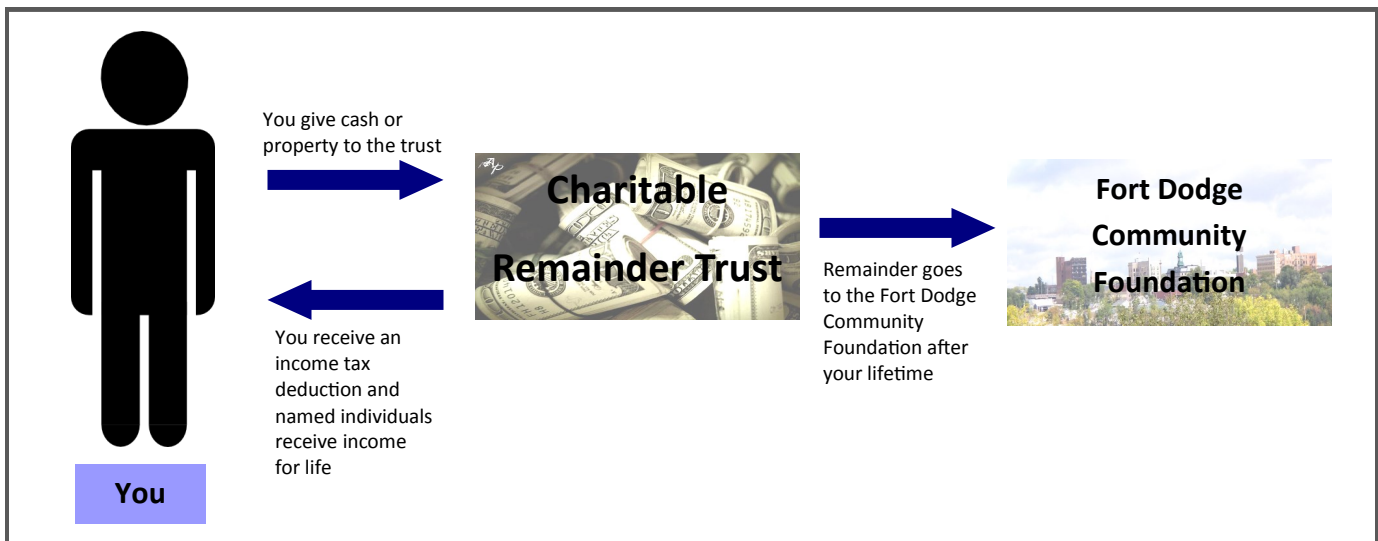 You give cash or
property to the trust
Charitable
Remainder Trust
Fort Dodge
Community
Foundation
You receive an
income tax
deduction and
named individuals
receive income
for life
Remainder goes
to the Fort Dodge
Community
Foundation after
your lifetime
You